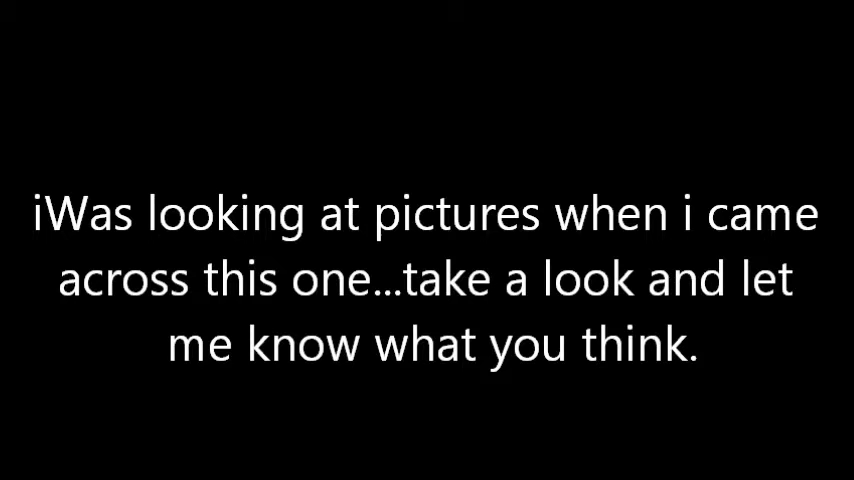 iWas looking at pictures when i came
across this one...take a look and let
me know what you think.